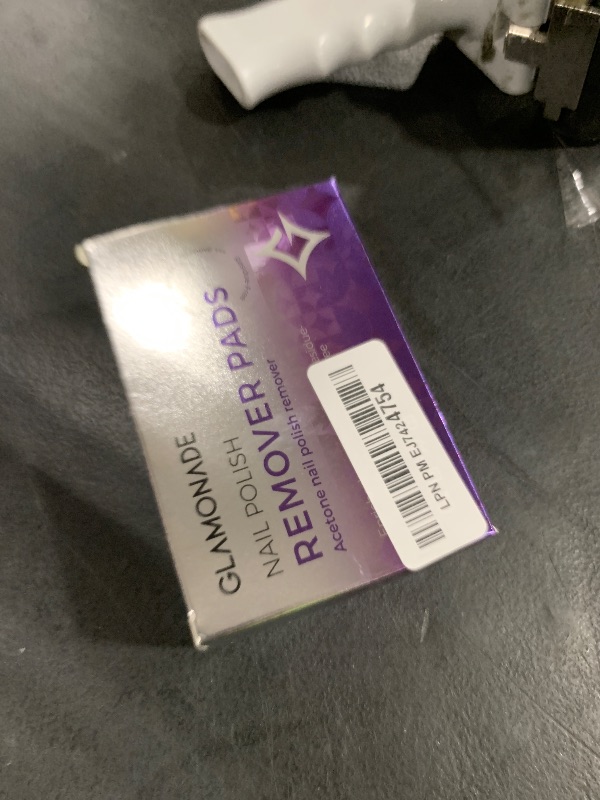 GLAMONADE
NAIL POLISH
REMOVER PADS
Acetone nail polish remover
LPN PM EJ7424754